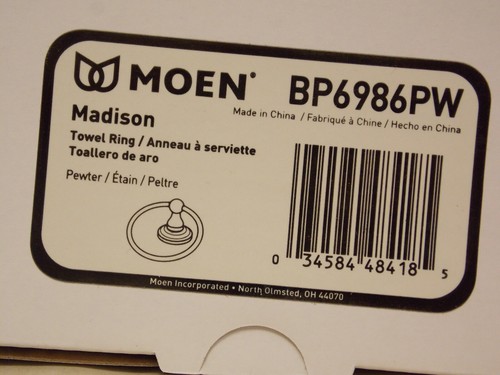 MOEN®
BP6986PW
Made in China / Fabriqué à Chine / Hecho en China
Madison
Towel Ring / Anneau à serviette
Toallero de aro
Pewter / Étain / Peltre
0 34584 48418 5
Moen Incorporated • North Olmsted, OH 44070